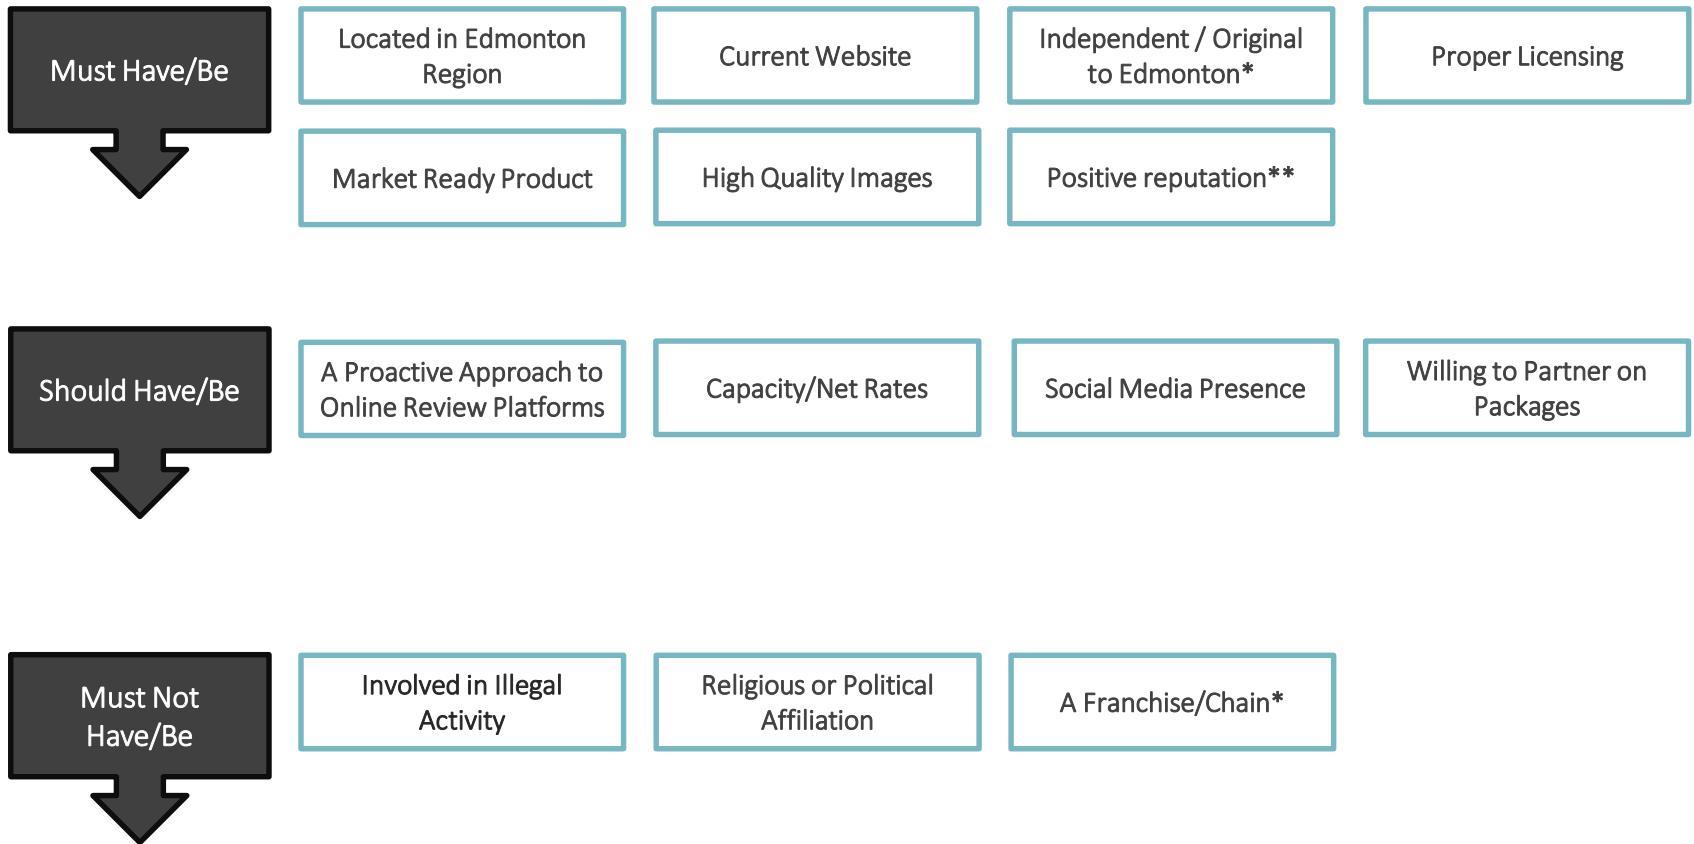 Must Have/Be
Located in Edmonton
Region
Current Website
Independent / Original
to Edmonton*
Proper Licensing
Market Ready Product
High Quality Images
Positive reputation**
Should Have/Be
A Proactive Approach to
Online Review Platforms
Capacity/Net Rates
Social Media Presence
Willing to Partner on
Packages
Must Not
Have/Be
Involved in Illegal
Activity
Religious or Political
Affiliation
A Franchise/Chain*